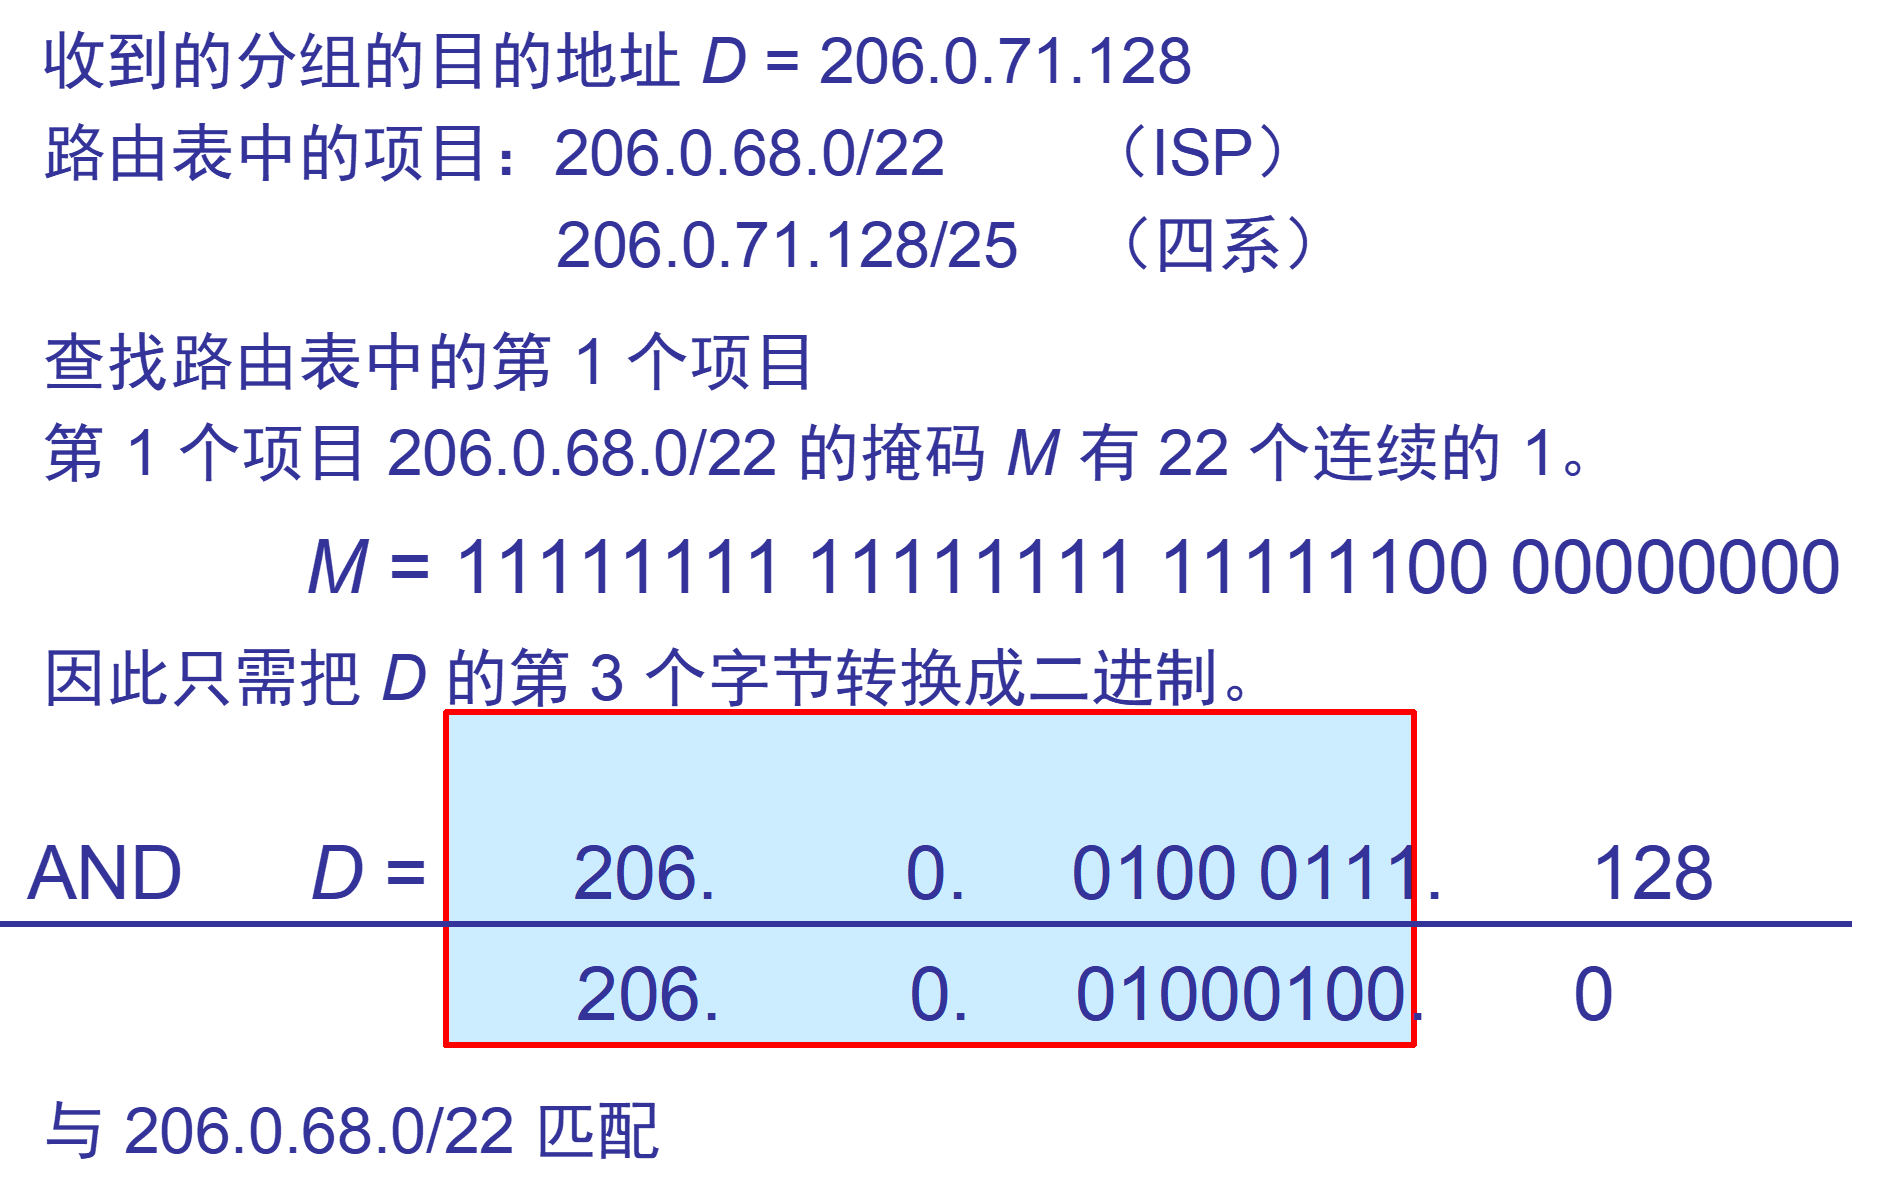 收到的分组的目的地址 D = 206.0.71.128
路由表中的项目：206.0.68.0/22 （ISP）
206.0.71.128/25 （四系）
查找路由表中的第 1 个项目
第 1 个项目 206.0.68.0/22 的掩码 M 有 22 个连续的 1。
M = 11111111 11111111 11111100 00000000
因此只需把 D 的第 3 个字节转换成二进制。
AND D = 206. 0. 0100 0111. 128
206. 0. 01000100. 0
与 206.0.68.0/22 匹配